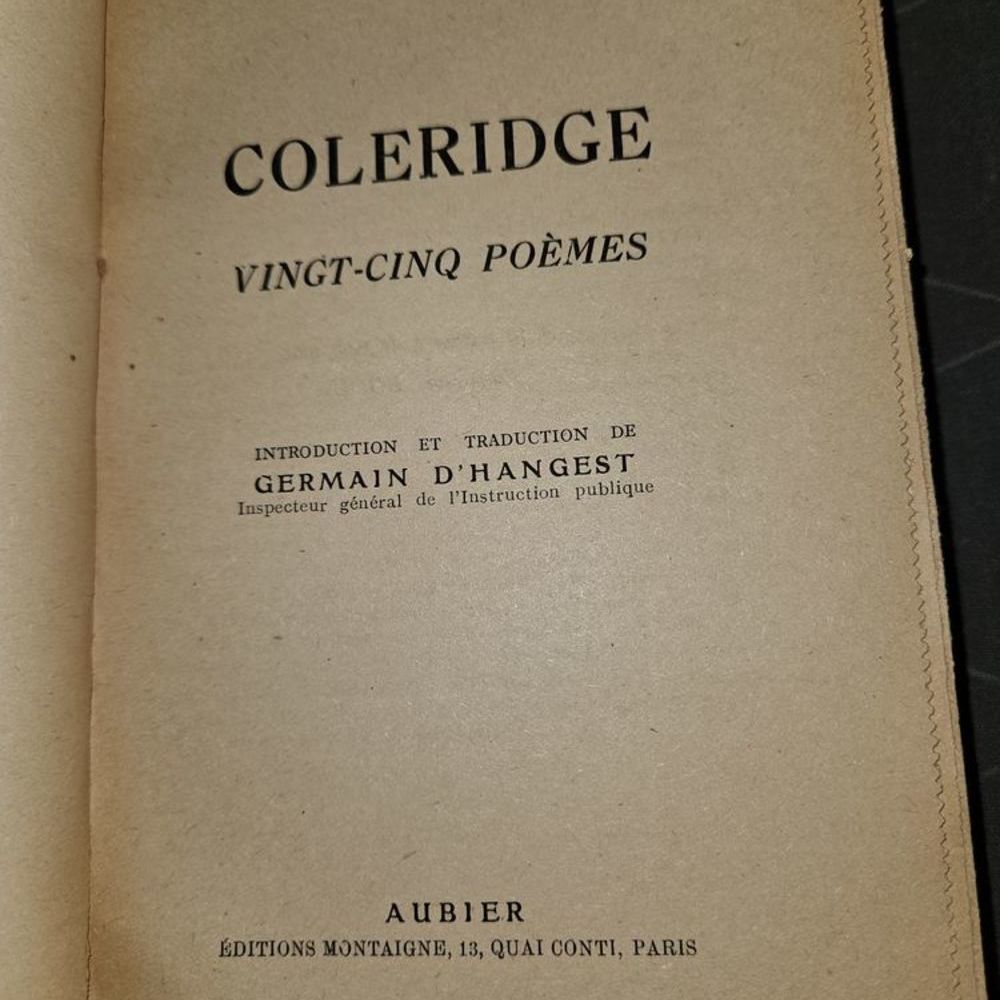 COLERIDGE
VINGT-CINQ POÈMES
INTRODUCTION ET TRADUCTION DE
GERMAIN D'HANGEST
Inspecteur général de l'Instruction publique
AUBIER
ÉDITIONS MONTAIGNE, 13, QUAI CONTI, PARIS